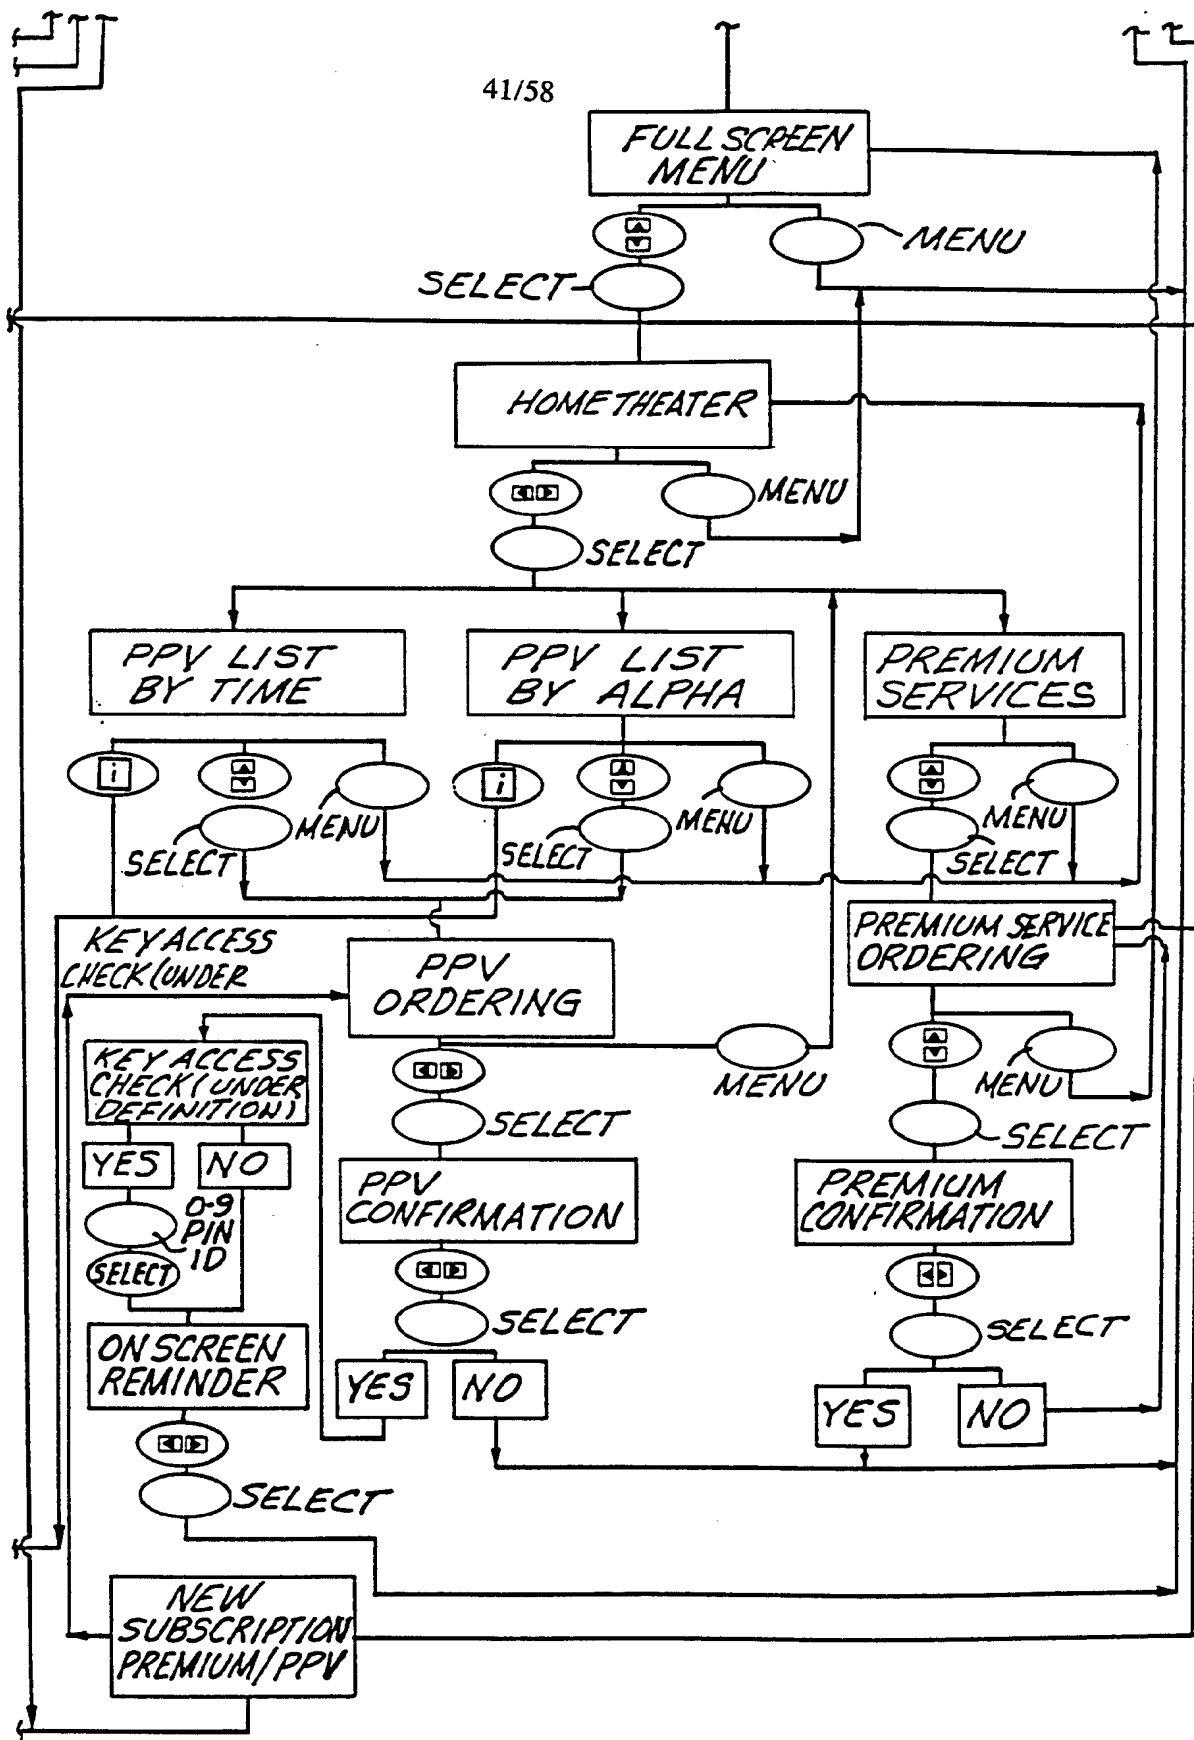 41/58
FULL SCREEN
MENU
MENU
SELECT
HOME THEATER
MENU
SELECT
PPV LIST
BY TIME
PPV LIST
BY ALPHA
PREMIUM
SERVICES
i
MENU
SELECT
i
MENU
SELECT
MENU
SELECT
KEY ACCESS
CHECK (UNDER
PPV
ORDERING
PREMIUM SERVICE
ORDERING
KEY ACCESS
CHECK (UNDER
DEFINITION)
MENU
MENU
SELECT
SELECT
YES
NO
PPV
CONFIRMATION
PREMIUM
CONFIRMATION
0-9
PIN
ID
SELECT
SELECT
SELECT
ON SCREEN
REMINDER
YES
NO
YES
NO
SELECT
NEW
SUBSCRIPTION
PREMIUM/PPV